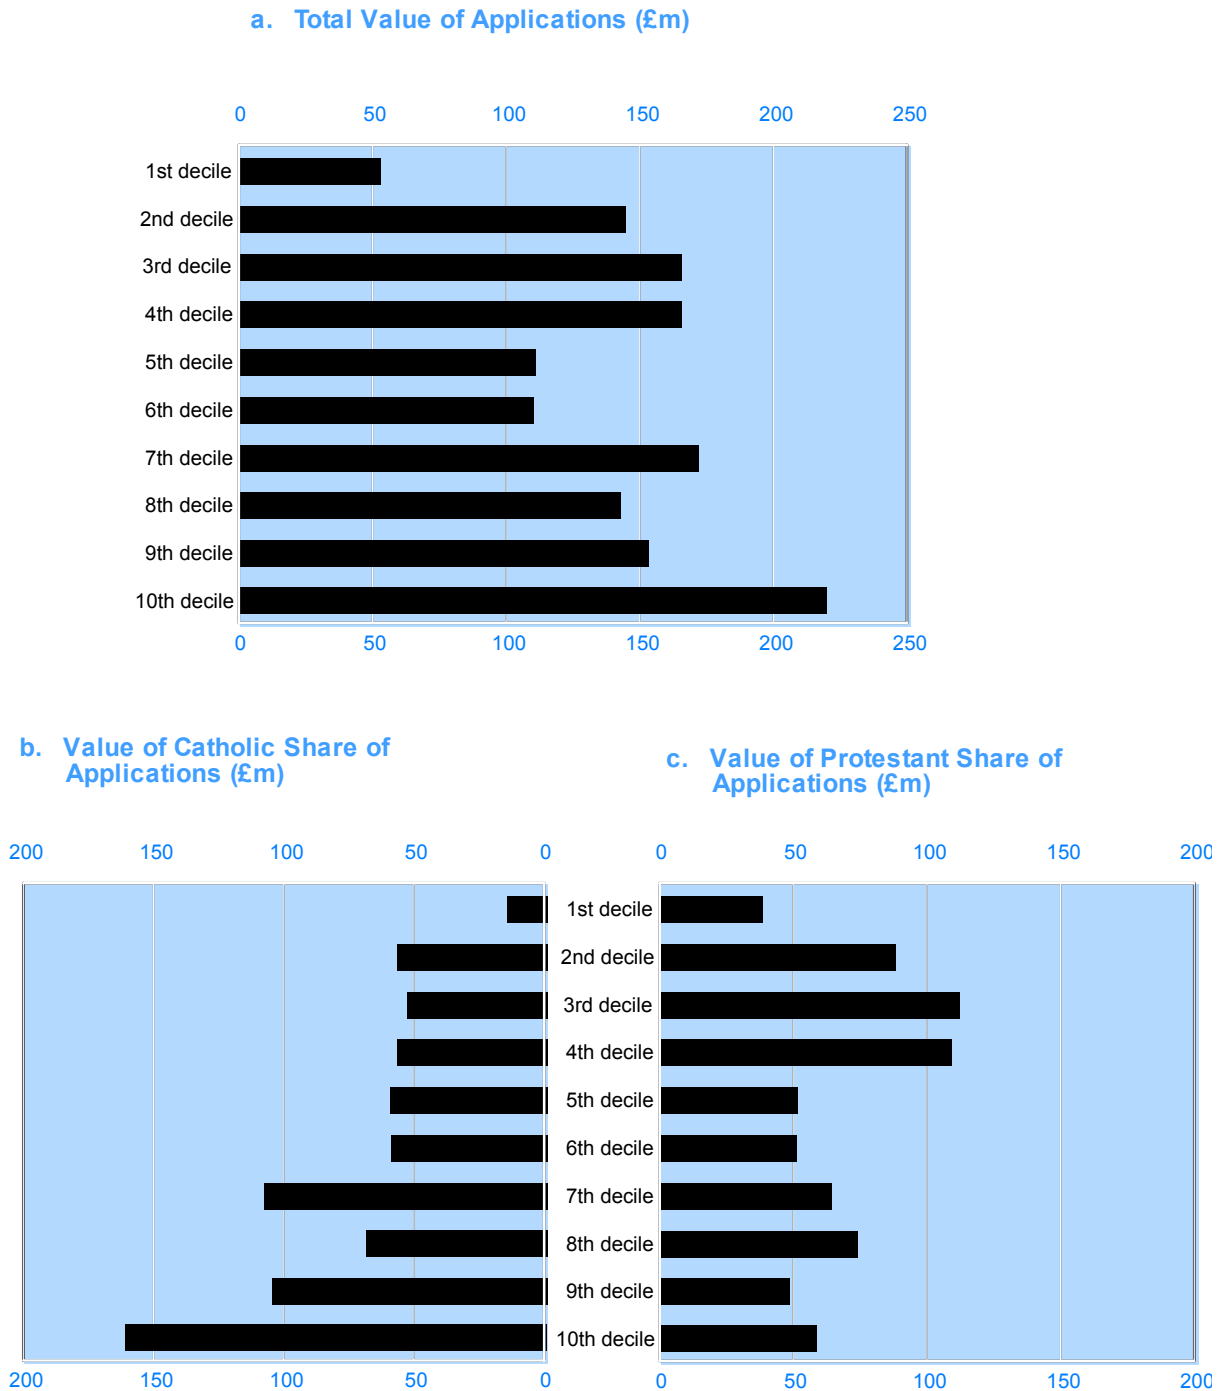 a. Total Value of Applications (£m)
0 50 100 150 200 250
1st decile
2nd decile
3rd decile
4th decile
5th decile
6th decile
7th decile
8th decile
9th decile
10th decile
0 50 100 150 200 250
b. Value of Catholic Share of
Applications (£m)
c. Value of Protestant Share of
Applications (£m)
200 150 100 50 0 0 50 100 150 200
1st decile
2nd decile
3rd decile
4th decile
5th decile
6th decile
7th decile
8th decile
9th decile
10th decile
200 150 100 50 0 0 50 100 150 200